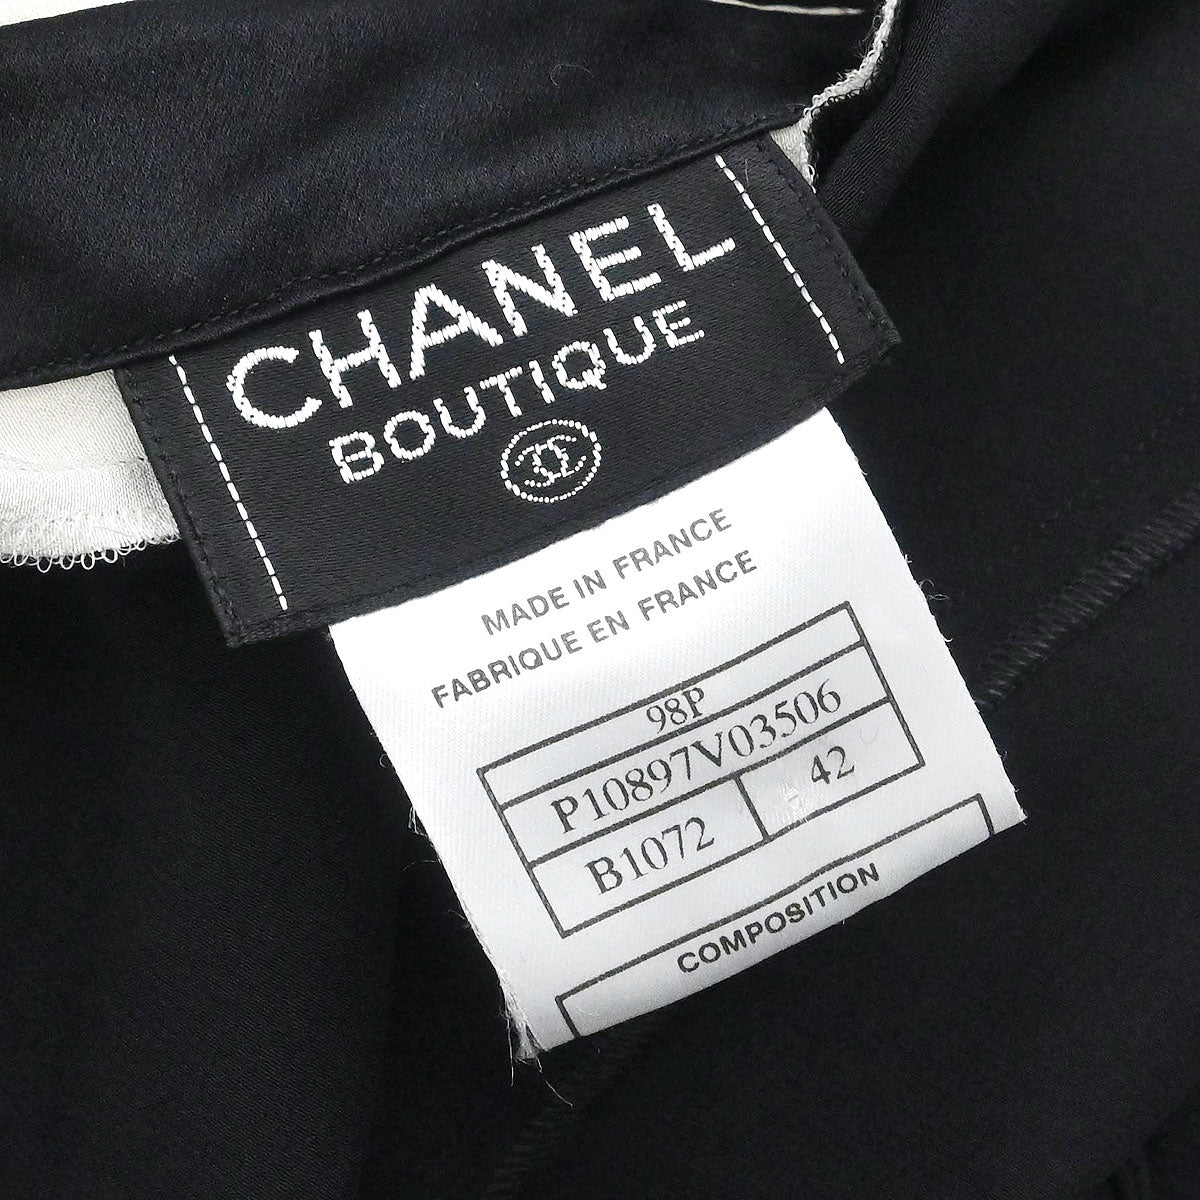 CHANEL
BOUTIQUE
MADE IN FRANCE
FABRIQUE EN FRANCE
98P
P10897V03506
B1072 42
COMPOSITION